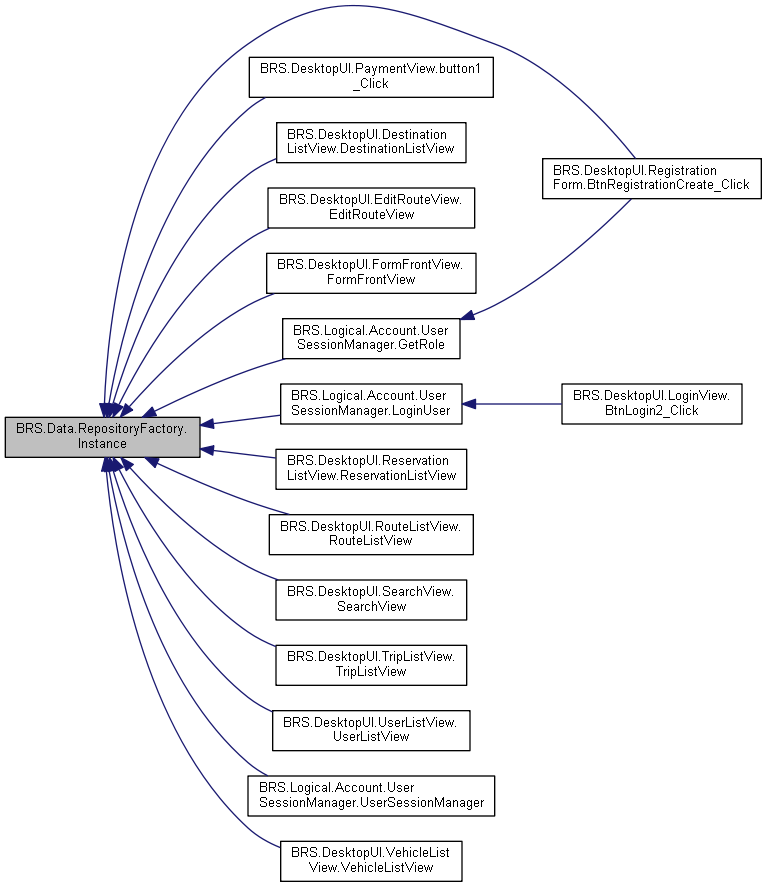 BRS.DesktopUI.PaymentView.button1
_Click
BRS.DesktopUI.Destination
ListView.DestinationListView
BRS.DesktopUI.Registration
Form.BtnRegistrationCreate_Click
BRS.DesktopUI.EditRouteView.
EditRouteView
BRS.DesktopUI.FormFrontView.
FormFrontView
BRS.Logical.Account.User
SessionManager.GetRole
BRS.Logical.Account.User
SessionManager.LoginUser
BRS.DesktopUI.LoginView.
BtnLogin2_Click
BRS.Data.RepositoryFactory.
Instance
BRS.DesktopUI.Reservation
ListView.ReservationListView
BRS.DesktopUI.RouteListView.
RouteListView
BRS.DesktopUI.SearchView.
SearchView
BRS.DesktopUI.TripListView.
TripListView
BRS.DesktopUI.UserListView.
UserListView
BRS.Logical.Account.User
SessionManager.UserSessionManager
BRS.DesktopUI.VehicleList
View.VehicleListView